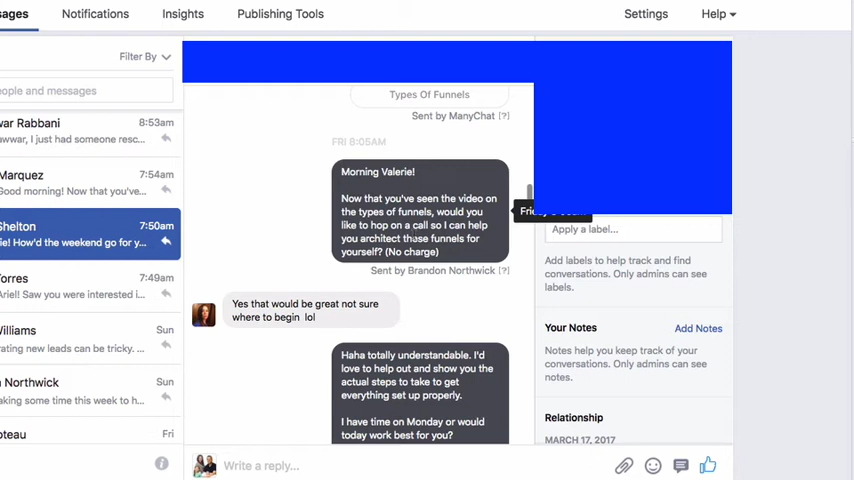 sages Notifications Insights Publishing Tools Settings Help
Filter By
eople and messages
war Rabbani 8:53am
awwar, I just had someone resc...
Marquez 7:54am
Good morning! Now that you've...
Shelton 7:50am
ie! How'd the weekend go for y...
Torres 7:49am
Ariel! Saw you were interested i...
Williams Sun
rating new leads can be tricky. ...
n Northwick Sun
aking some time this week to h...
oteau Fri
Types Of Funnels
Sent by ManyChat [?]
FRI 8:05AM
Morning Valerie!
Now that you've seen the video on
the types of funnels, would you
like to hop on a call so I can help
you architect those funnels for
yourself? (No charge)
Sent by Brandon Northwick [?]
Yes that would be great not sure
where to begin lol
Haha totally understandable. I'd
love to help out and show you the
actual steps to take to get
everything set up properly.
I have time on Monday or would
today work best for you?
Write a reply...
Apply a label...
Add labels to help track and find
conversations. Only admins can see
labels.
Your Notes Add Notes
Notes help you keep track of your
conversations. Only admins can see
notes.
Relationship
MARCH 17, 2017